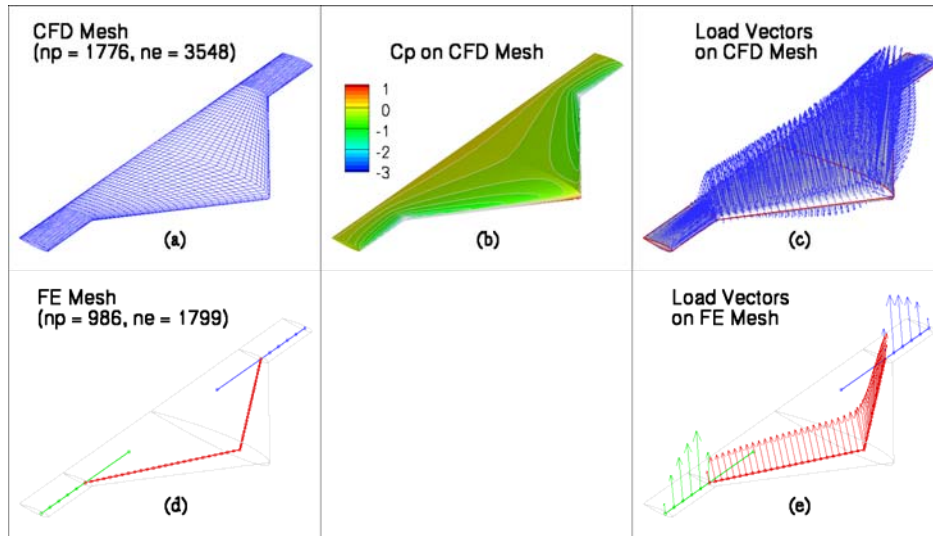 CFD Mesh
(np = 1776, ne = 3548)
(a)
Cp on CFD Mesh
1
0
-1
-2
-3
(b)
Load Vectors
on CFD Mesh
(c)
FE Mesh
(np = 986, ne = 1799)
(d)
Load Vectors
on FE Mesh
(e)